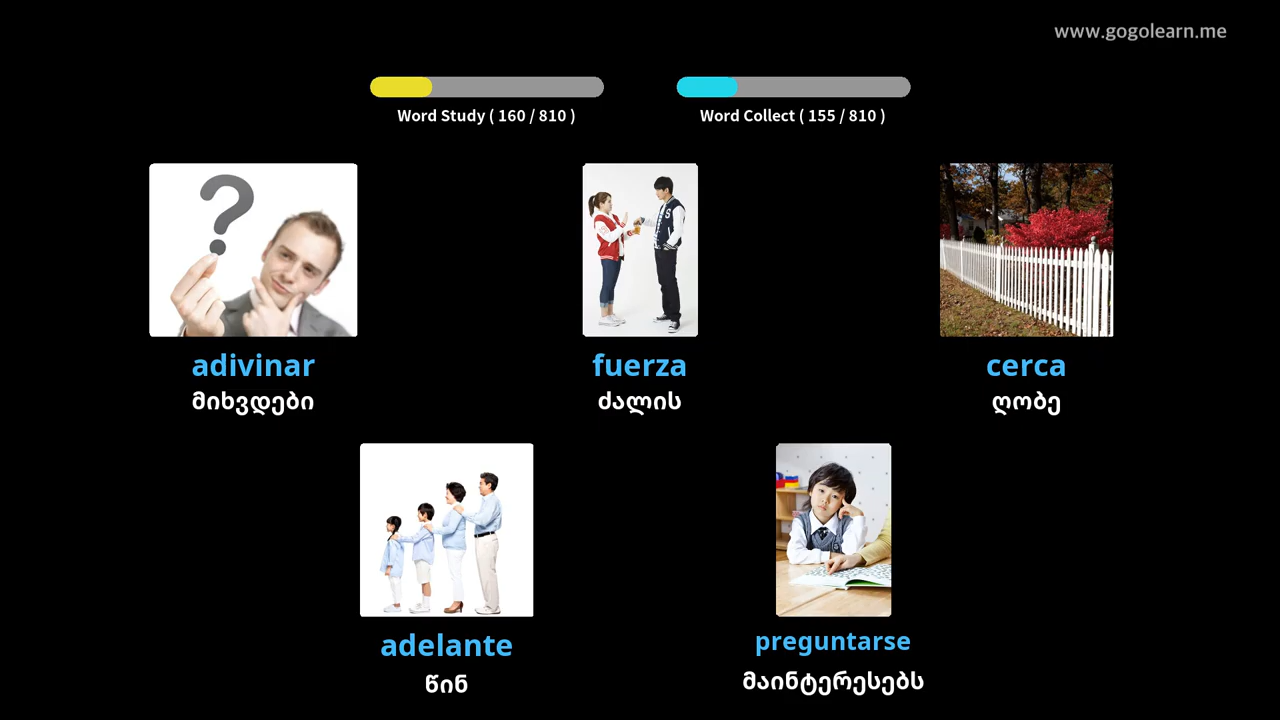 www.gogolearn.me
Word Study ( 160 / 810 )
Word Collect ( 155 / 810 )
adivinar
მიხვდები
fuerza
ძალის
cerca
ღობე
adelante
წინ
preguntarse
მაინტერესებს